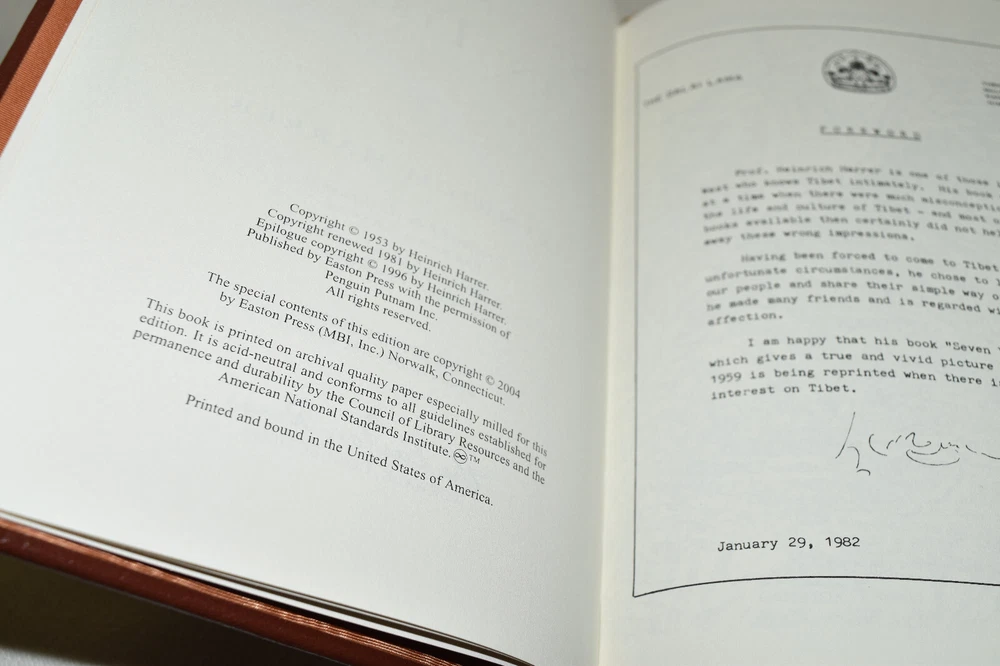 Copyright © 1953 by Heinrich Harrer.
Copyright renewed 1981 by Heinrich Harrer.
Epilogue copyright © 1996 by Heinrich Harrer.
Published by Easton Press with the permission of
Penguin Putnam Inc.
All rights reserved.
The special contents of this edition are copyright © 2004
by Easton Press (MBI, Inc.) Norwalk, Connecticut.
This book is printed on archival quality paper especially milled for this
edition. It is acid-neutral and conforms to all guidelines established for
permanence and durability by the Council of Library Resources and the
American National Standards Institute. ♾™
Printed and bound in the United States of America.
THE DALAI LAMA
FOREWORD
Prof. Heinrich Harrer is one of those
west who knows Tibet intimately. His book
at a time when there were much
the life and culture of Tibet - and most
books available then certainly did not
away these wrong impressions.
Having been forced to come to Tibet
unfortunate circumstances, he chose to
our people and share their simple way
he made many friends and is regarded
affection.
I am happy that his book "Seven
which gives a true and vivid picture
1959 is being reprinted when there
interest on Tibet.
January 29, 1982